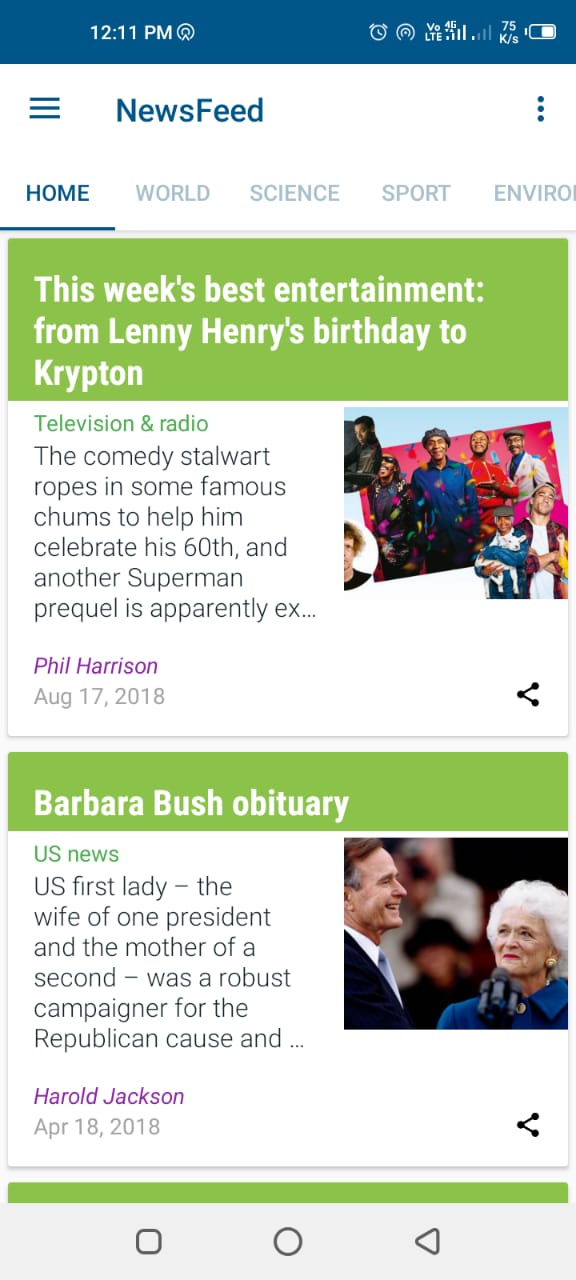 12:11 PM
Vo 4G LTE 75 K/s
NewsFeed
HOME WORLD SCIENCE SPORT ENVIRO
This week's best entertainment:
from Lenny Henry's birthday to
Krypton
Television & radio
The comedy stalwart
ropes in some famous
chums to help him
celebrate his 60th, and
another Superman
prequel is apparently ex...
Phil Harrison
Aug 17, 2018
Barbara Bush obituary
US news
US first lady – the
wife of one president
and the mother of a
second – was a robust
campaigner for the
Republican cause and ...
Harold Jackson
Apr 18, 2018